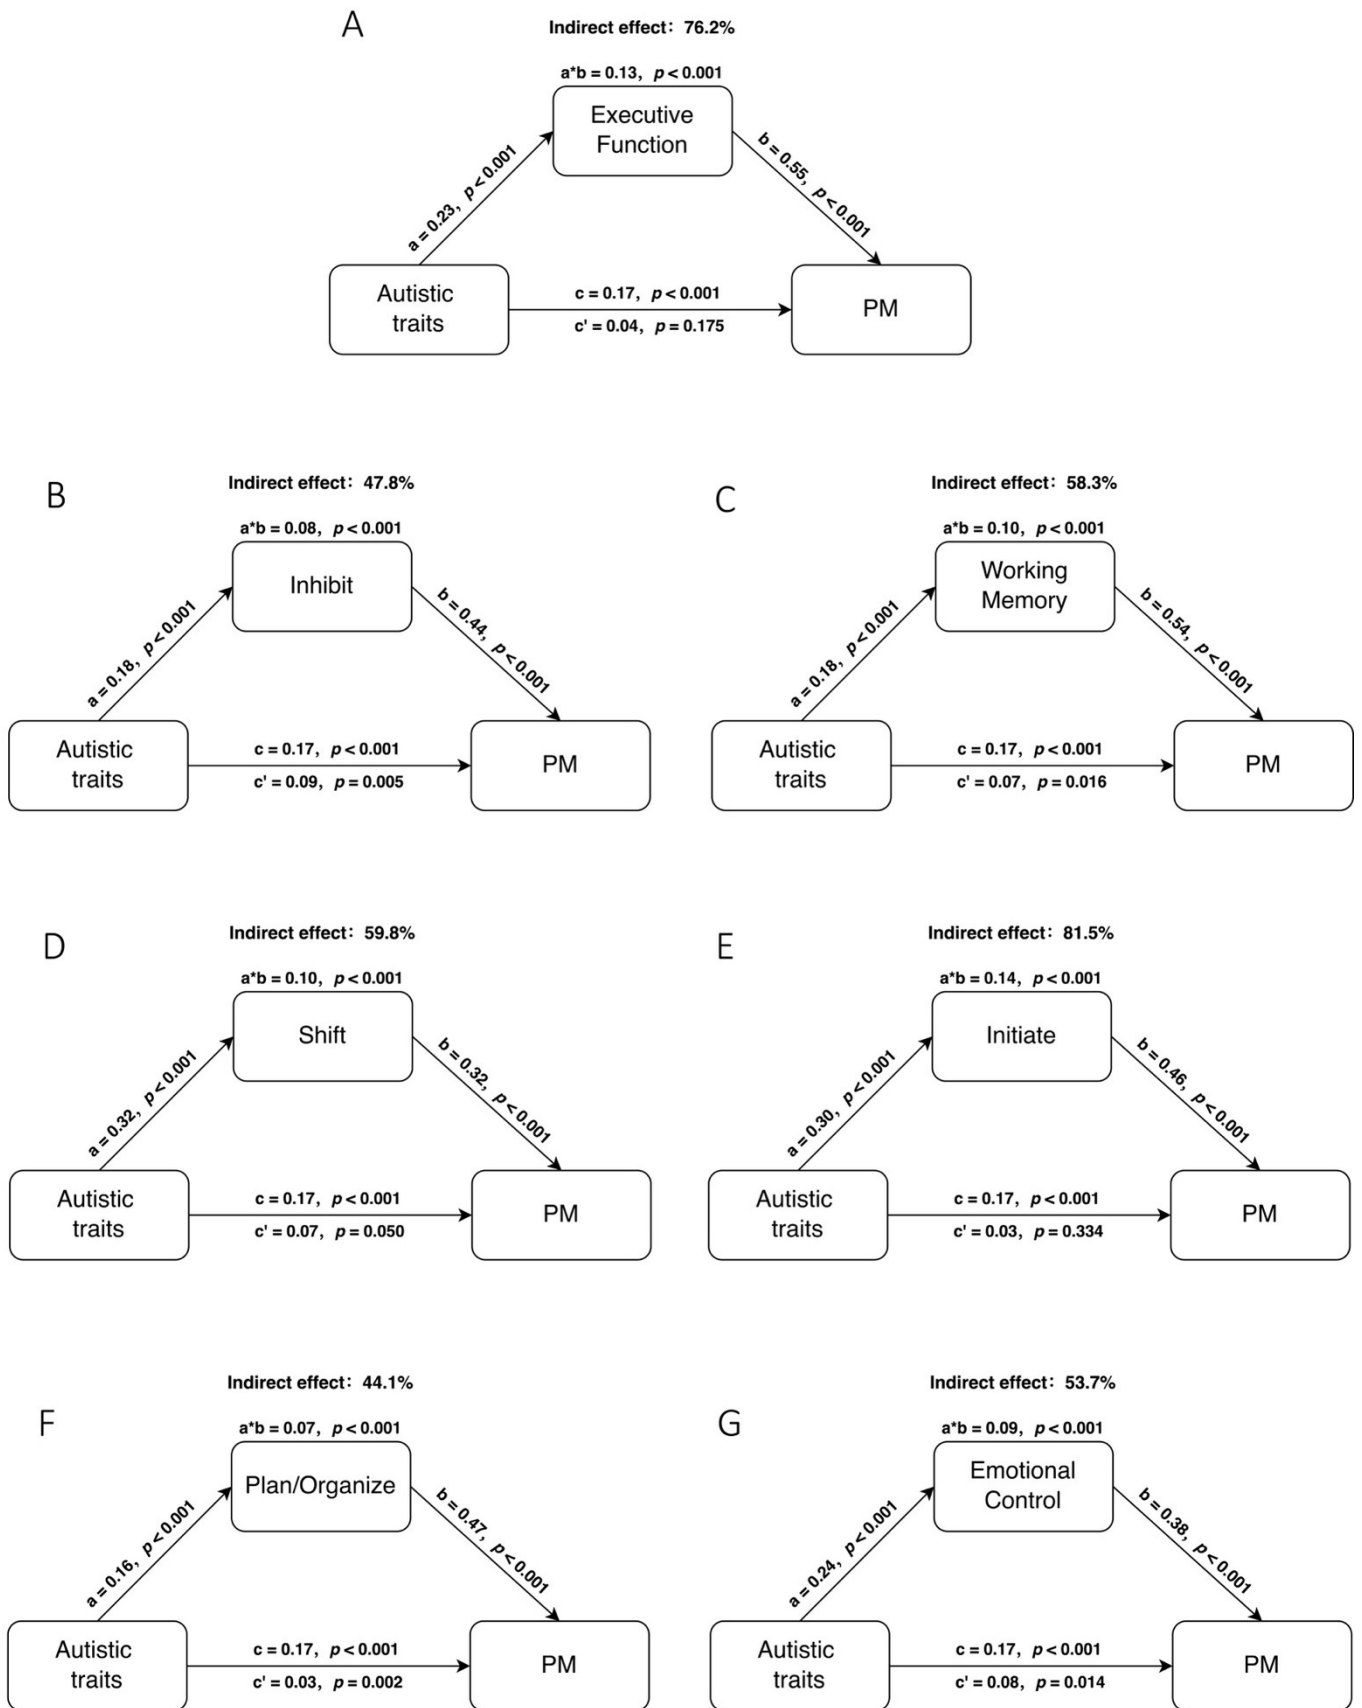 A
Indirect effect: 76.2%
a*b = 0.13, p < 0.001
Executive
Function
a = 0.23, p < 0.001
b = 0.55, p < 0.001
Autistic
traits
c = 0.17, p < 0.001
c' = 0.04, p = 0.175
PM
B
Indirect effect: 47.8%
a*b = 0.08, p < 0.001
Inhibit
a = 0.18, p < 0.001
b = 0.44, p < 0.001
Autistic
traits
c = 0.17, p < 0.001
c' = 0.09, p = 0.005
PM
C
Indirect effect: 58.3%
a*b = 0.10, p < 0.001
Working
Memory
a = 0.18, p < 0.001
b = 0.54, p < 0.001
Autistic
traits
c = 0.17, p < 0.001
c' = 0.07, p = 0.016
PM
D
Indirect effect: 59.8%
a*b = 0.10, p < 0.001
Shift
a = 0.32, p < 0.001
b = 0.32, p < 0.001
Autistic
traits
c = 0.17, p < 0.001
c' = 0.07, p = 0.050
PM
E
Indirect effect: 81.5%
a*b = 0.14, p < 0.001
Initiate
a = 0.30, p < 0.001
b = 0.46, p < 0.001
Autistic
traits
c = 0.17, p < 0.001
c' = 0.03, p = 0.334
PM
F
Indirect effect: 44.1%
a*b = 0.07, p < 0.001
Plan/Organize
a = 0.16, p < 0.001
b = 0.47, p < 0.001
Autistic
traits
c = 0.17, p < 0.001
c' = 0.03, p = 0.002
PM
G
Indirect effect: 53.7%
a*b = 0.09, p < 0.001
Emotional
Control
a = 0.24, p < 0.001
b = 0.38, p < 0.001
Autistic
traits
c = 0.17, p < 0.001
c' = 0.08, p = 0.014
PM